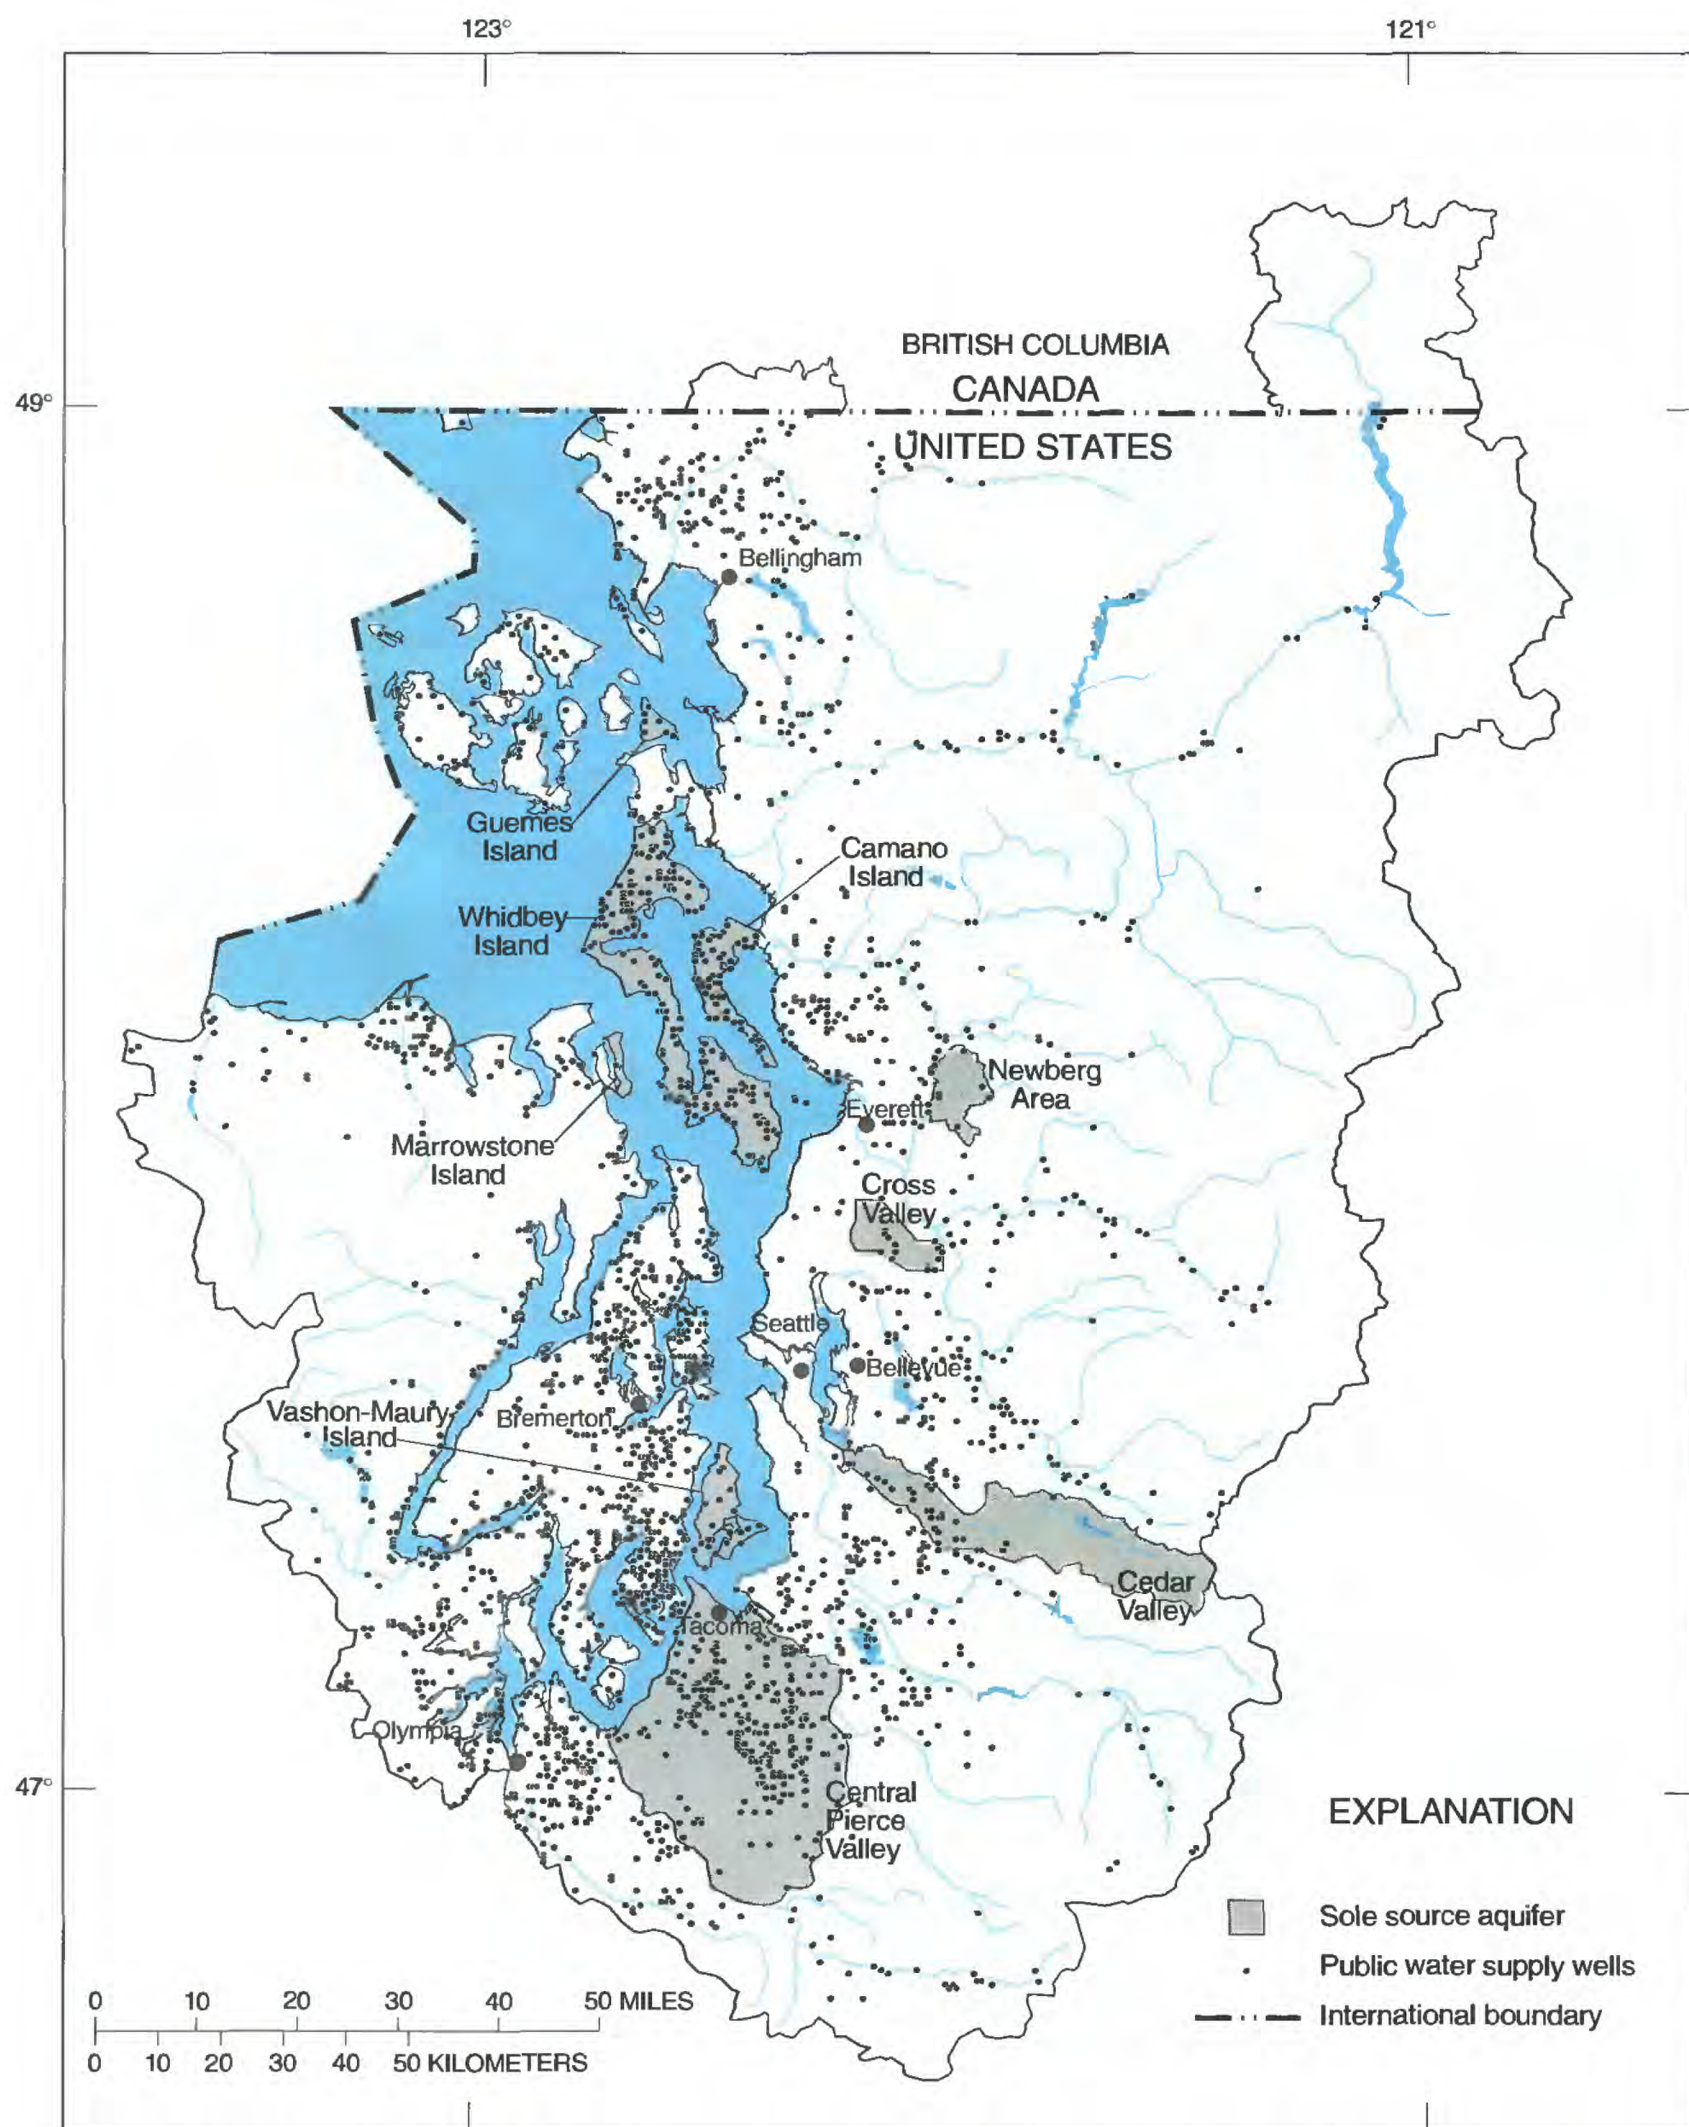 123° 121°
BRITISH COLUMBIA
49°
CANADA
UNITED STATES
Bellingham
Guemes
Island
Camano
Island
Whidbey
Island
Newberg
Area
Everett
Marrowstone
Island
Cross
Valley
Seattle
Bellevue
Vashon-Maury
Island
Bremerton
Cedar
Valley
Tacoma
Olympia
47°
Central
Pierce
Valley
EXPLANATION
Sole source aquifer
Public water supply wells
International boundary
0 10 20 30 40 50 MILES
0 10 20 30 40 50 KILOMETERS